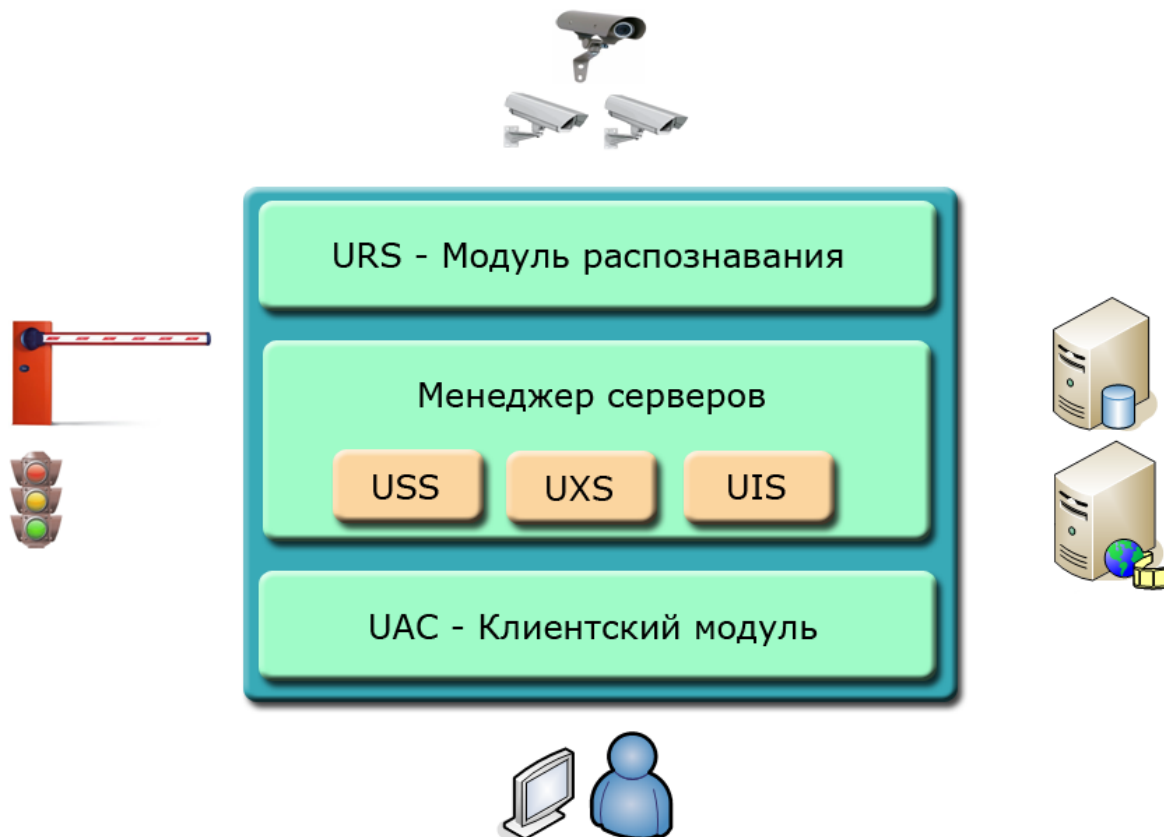 URS - Модуль распознавания
Менеджер серверов
USS
UXS
UIS
UAC - Клиентский модуль